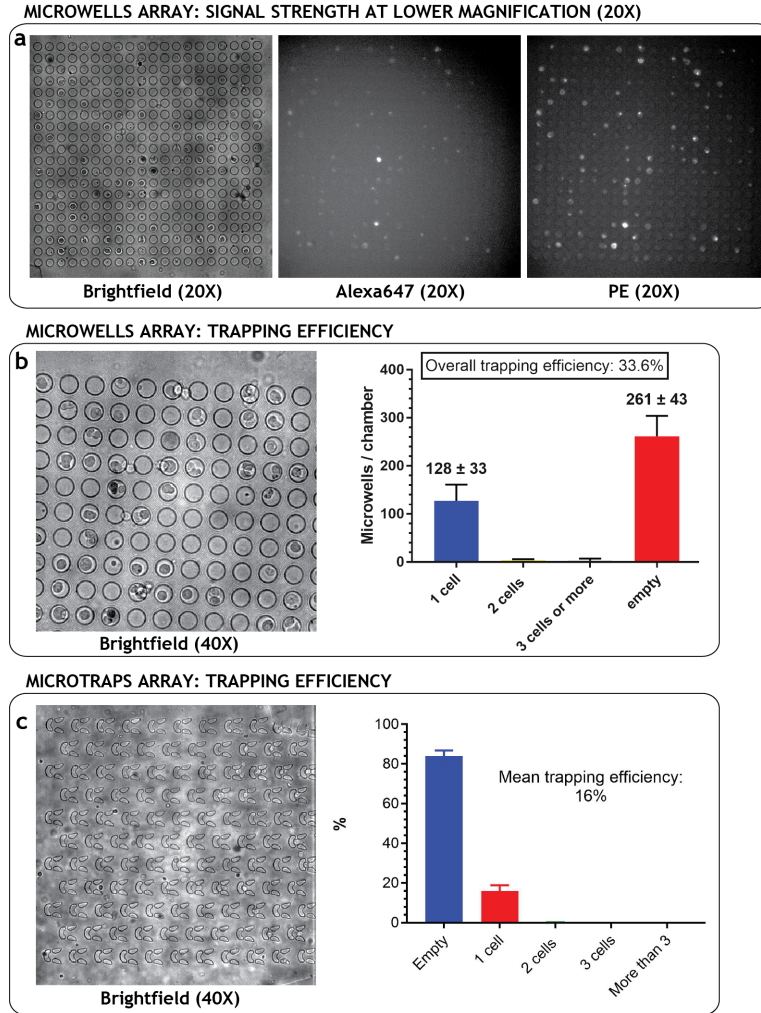 MICROWELLS ARRAY: SIGNAL STRENGTH AT LOWER MAGNIFICATION (20X)
a
Brightfield (20X)
Alexa647 (20X)
PE (20X)
MICROWELLS ARRAY: TRAPPING EFFICIENCY
b
Brightfield (40X)
Overall trapping efficiency: 33.6%
Microwells / chamber
400
300
200
100
0
128 ± 33
261 ± 43
1 cell
2 cells
3 cells or more
empty
MICROTRAPS ARRAY: TRAPPING EFFICIENCY
c
Brightfield (40X)
%
100
80
60
40
20
0
Mean trapping efficiency:
16%
Empty
1 cell
2 cells
3 cells
More than 3